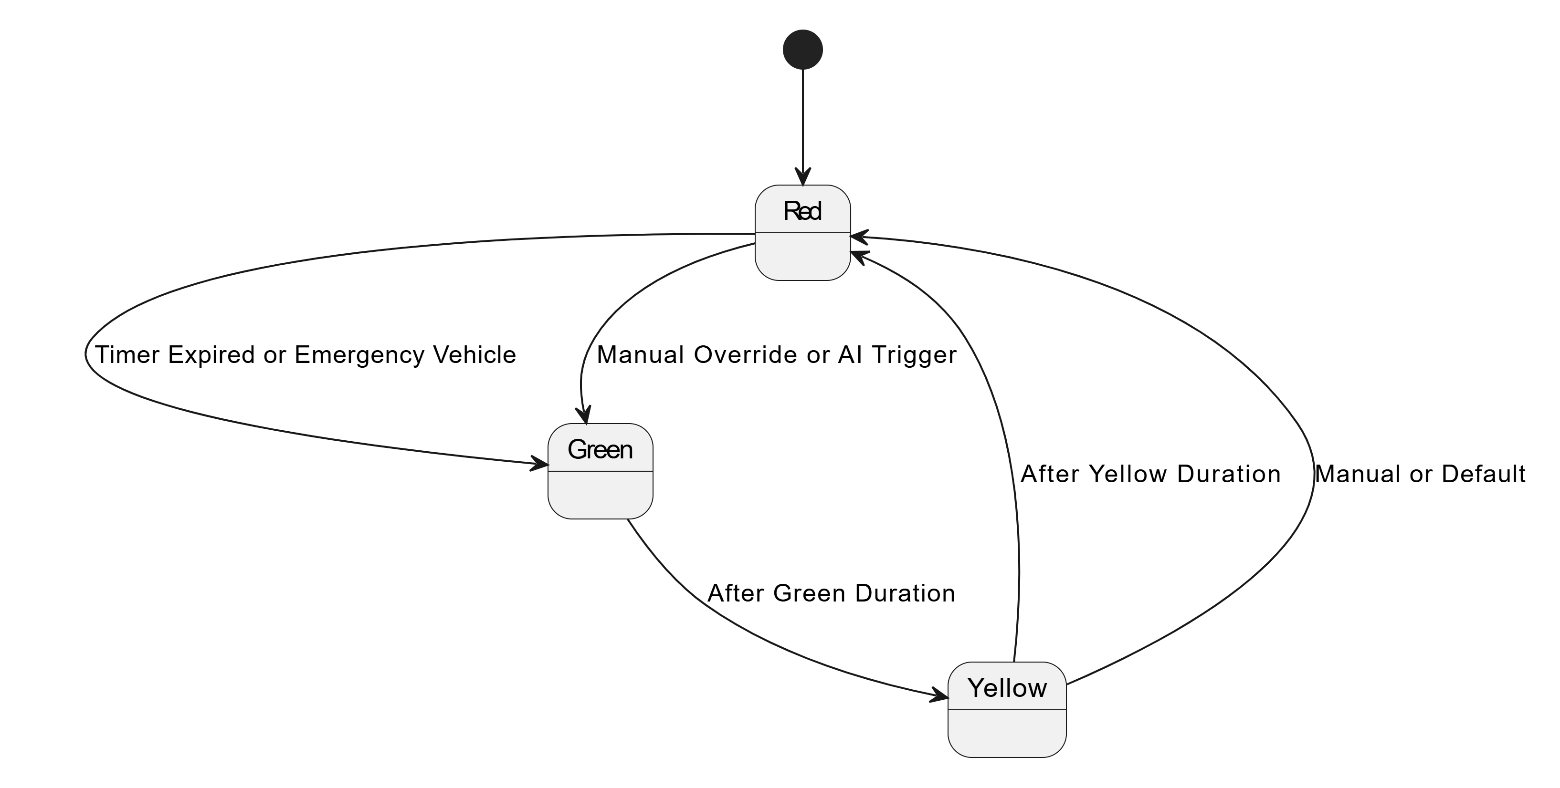 Red
Timer Expired or Emergency Vehicle
Manual Override or AI Trigger
Green
After Yellow Duration
Manual or Default
After Green Duration
Yellow